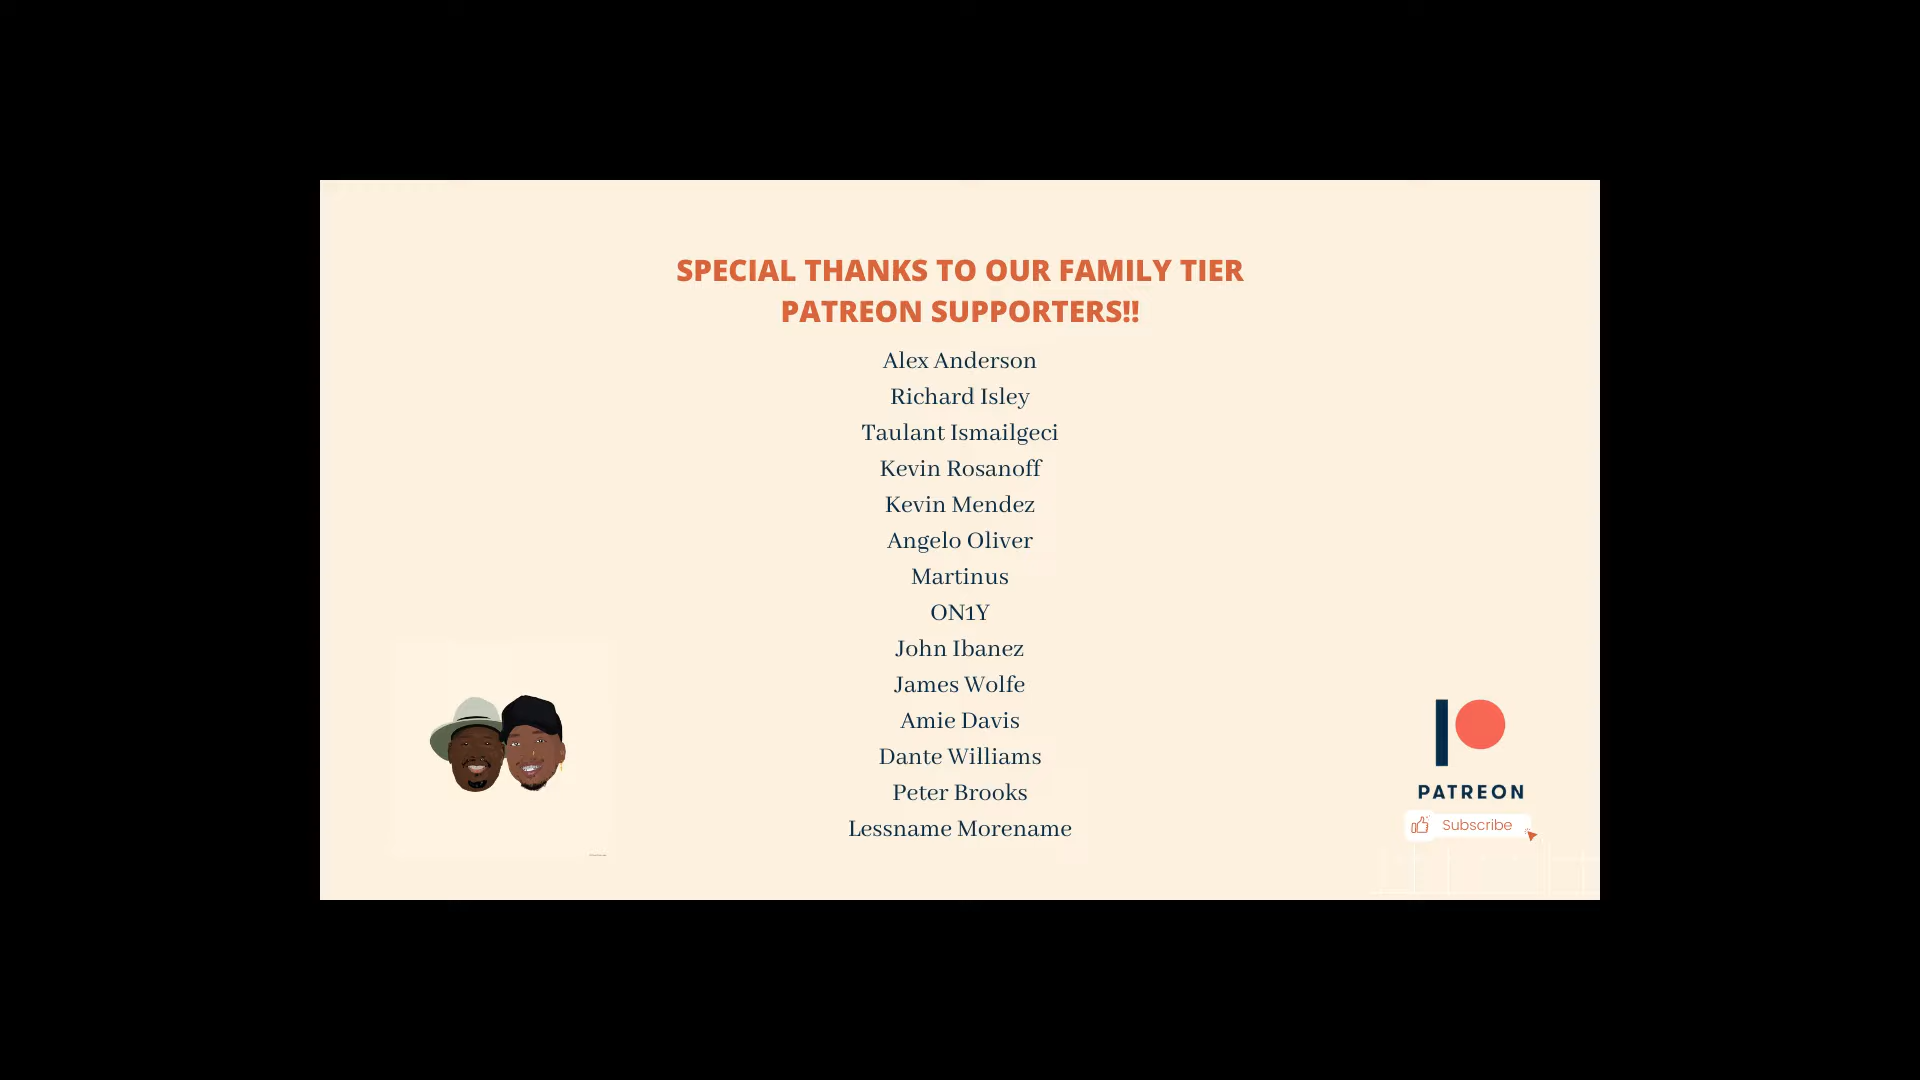 SPECIAL THANKS TO OUR FAMILY TIER
PATREON SUPPORTERS!!
Alex Anderson
Richard Isley
Taulant Ismailgeci
Kevin Rosanoff
Kevin Mendez
Angelo Oliver
Martinus
ON1Y
John Ibanez
James Wolfe
Amie Davis
Dante Williams
Peter Brooks
Lessname Morename
PATREON
Subscribe